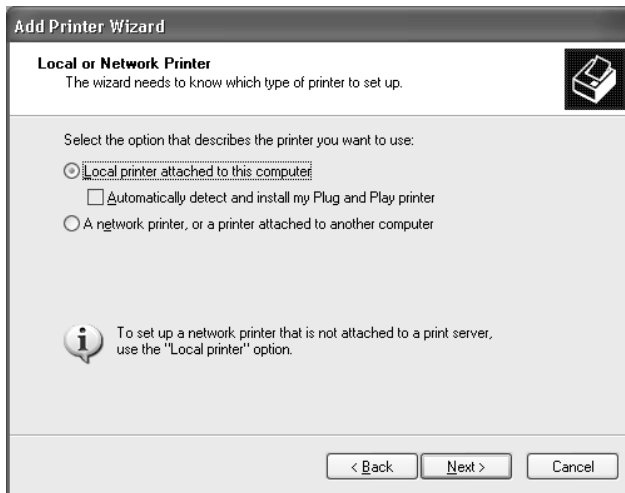 Add Printer Wizard
Local or Network Printer
The wizard needs to know which type of printer to set up.
Select the option that describes the printer you want to use:
Local printer attached to this computer
Automatically detect and install my Plug and Play printer
A network printer, or a printer attached to another computer
To set up a network printer that is not attached to a print server,
use the "Local printer" option.
< Back
Next >
Cancel